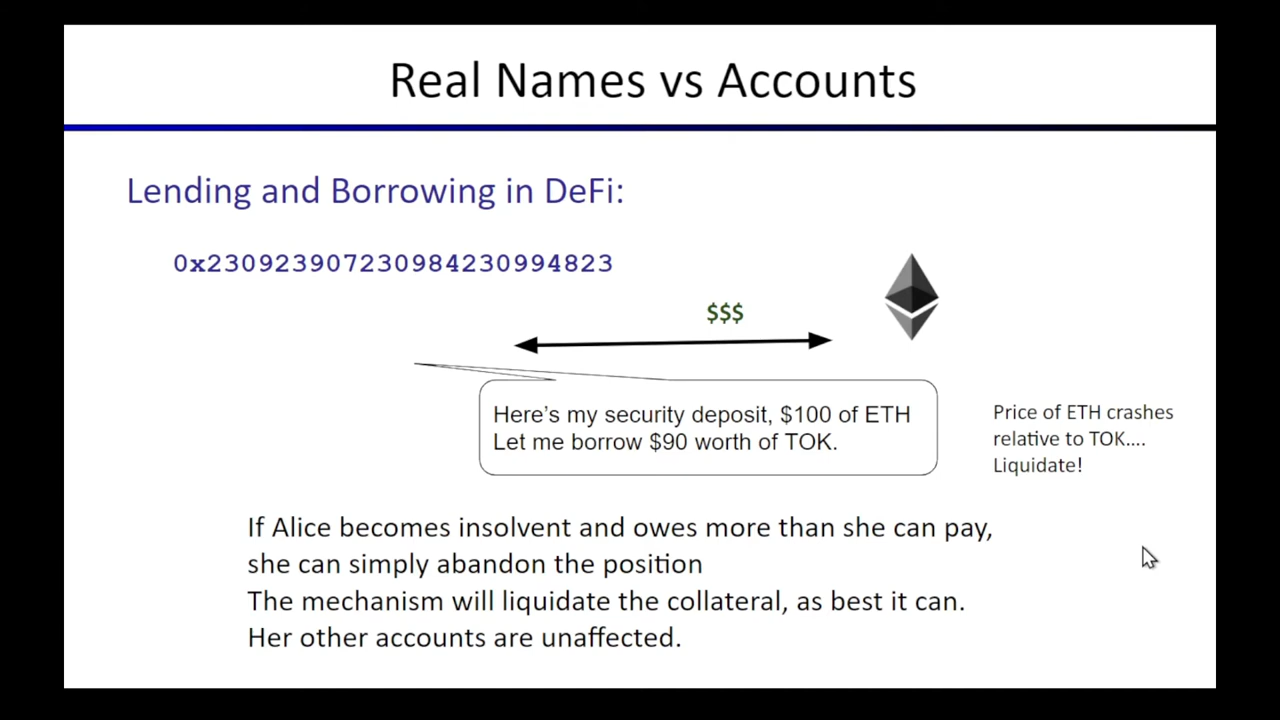 Real Names vs Accounts
Lending and Borrowing in DeFi:
0x230923907230984230994823
$$$
Here’s my security deposit, $100 of ETH
Let me borrow $90 worth of TOK.
Price of ETH crashes
relative to TOK....
Liquidate!
If Alice becomes insolvent and owes more than she can pay,
she can simply abandon the position
The mechanism will liquidate the collateral, as best it can.
Her other accounts are unaffected.